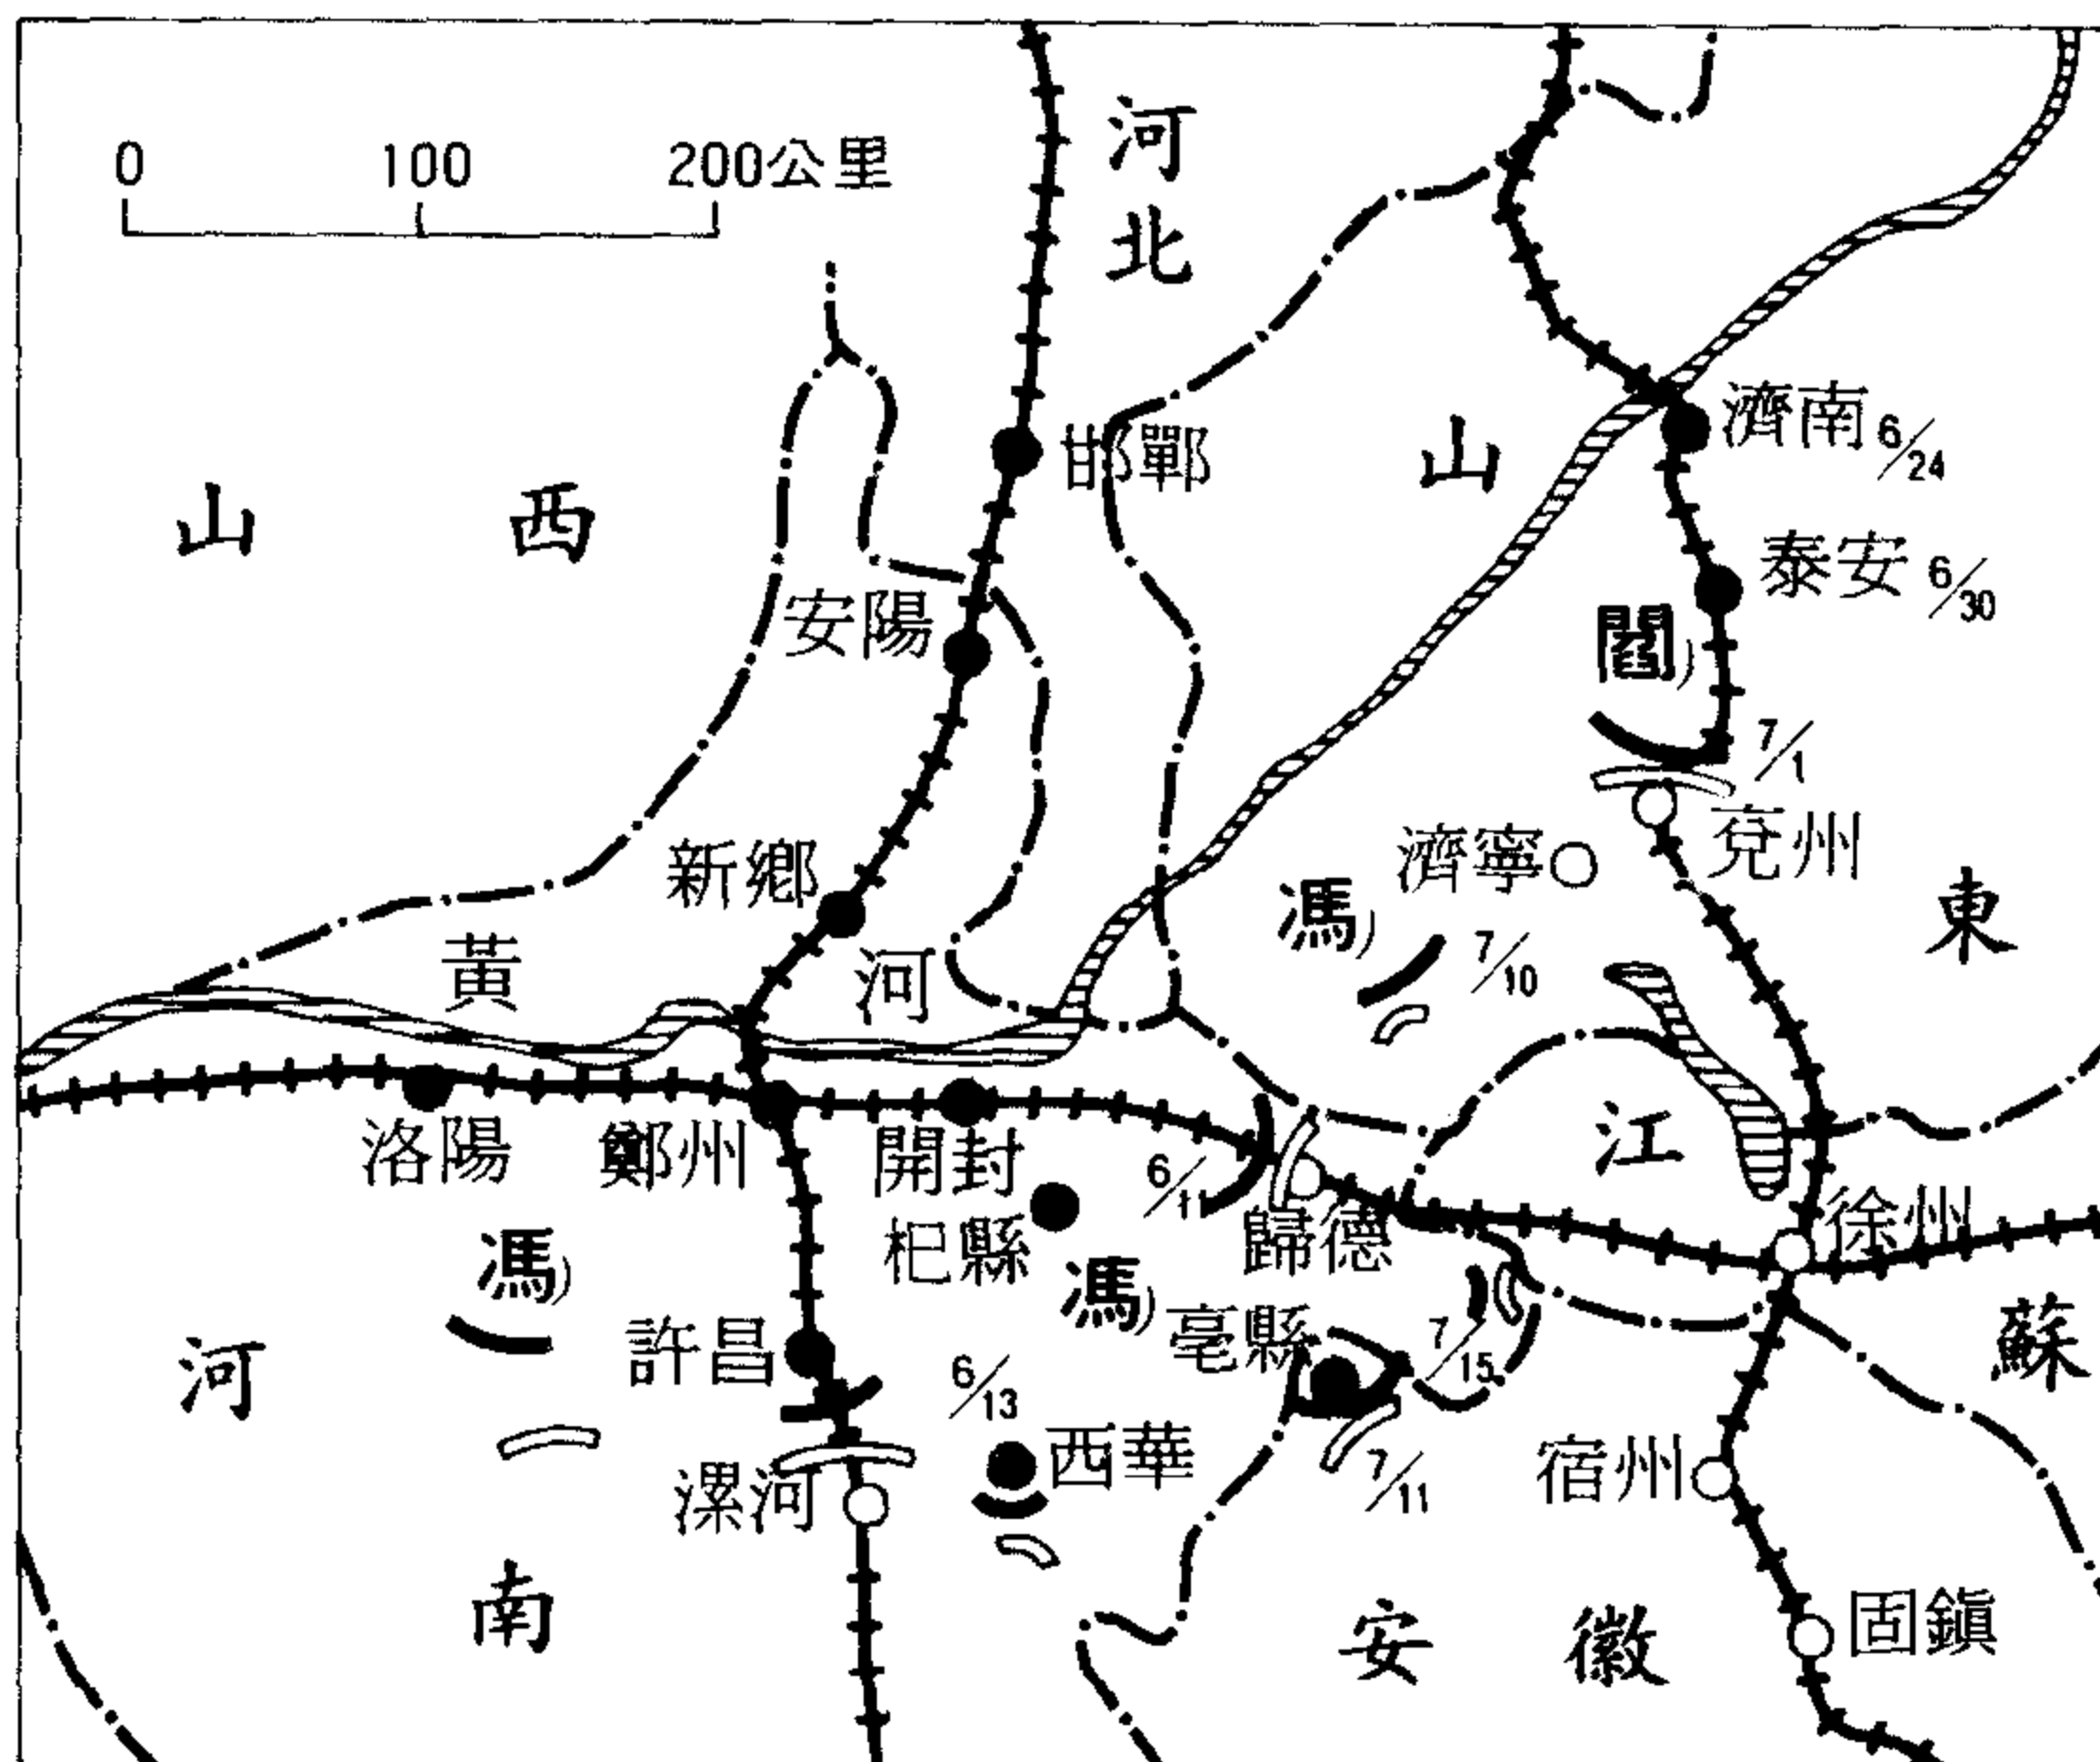 0 100 200公里
河
北
山
西
邯鄲
山
濟南 6/24
泰安 6/30
安陽
閻)
7/1
兗州
濟寧
新鄉
馮)
7/10
東
黃
河
洛陽
鄭州
開封
6/11
江
徐州
杞縣
歸德
馮)
馮)
亳縣
7/15
蘇
河
許昌
6/13
西華
7/11
宿州
漯河
南
安
徽
固鎭